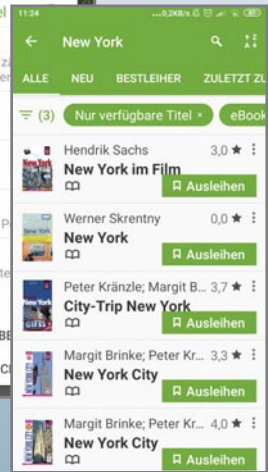 11:24
...0,2KB/s
New York
ALLE NEU BESTLEIHER ZULETZT ZU
(3) Nur verfügbare Titel × eBook
Hendrik Sachs 3,0 ★
New York im Film
Ausleihen
Werner Skrentny 0,0 ★
New York
Ausleihen
Peter Kränzle; Margit B... 3,7 ★
City-Trip New York
Ausleihen
Margit Brinke; Peter Kr... 3,3 ★
New York City
Ausleihen
Margit Brinke; Peter Kr... 4,0 ★
New York City
Ausleihen